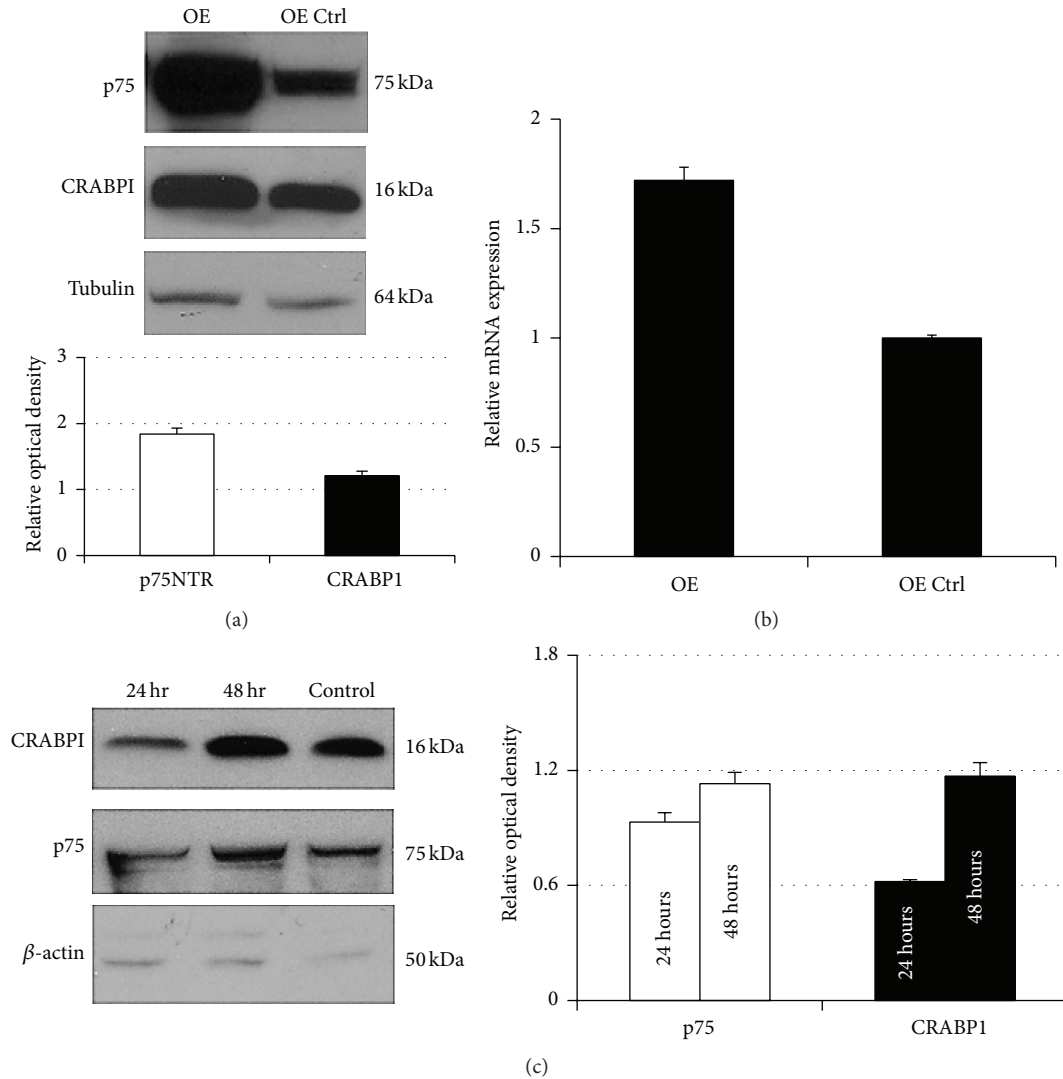 OE OE Ctrl
p75 75 kDa
CRABPI 16 kDa
Tubulin 64 kDa
Relative optical density
3
2
1
0
p75NTR CRABP1
(a)
Relative mRNA expression
2
1.5
1
0.5
0
OE OE Ctrl
(b)
24 hr 48 hr Control
CRABPI 16 kDa
p75 75 kDa
β-actin 50 kDa
Relative optical density
1.8
1.2
0.6
0
24 hours
48 hours
24 hours
48 hours
p75 CRABP1
(c)